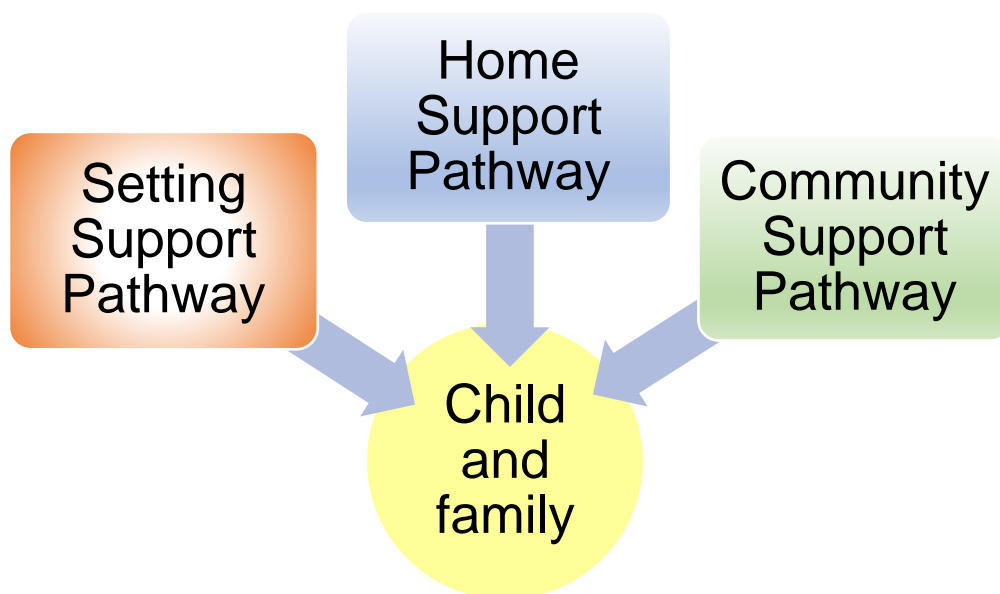 Home
Support
Pathway
Setting
Support
Pathway
Community
Support
Pathway
Child
and
family